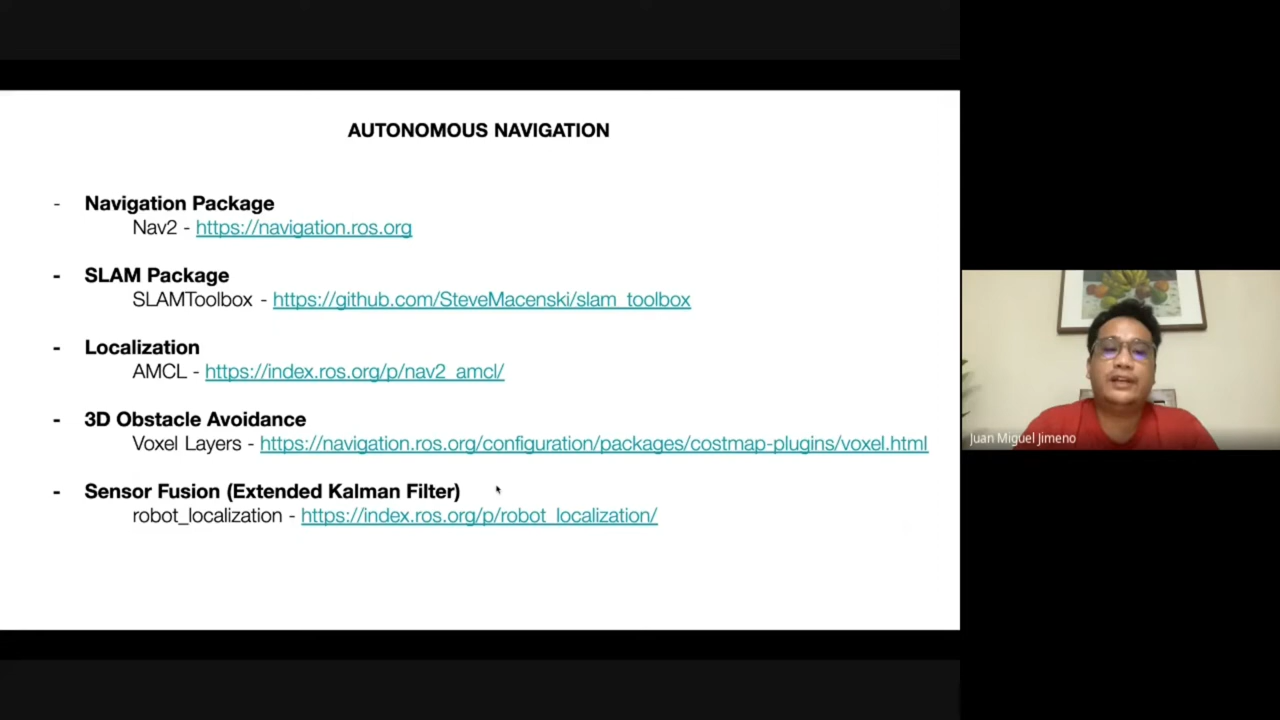 AUTONOMOUS NAVIGATION
- Navigation Package
Nav2 - https://navigation.ros.org
- SLAM Package
SLAMToolbox - https://github.com/SteveMacenski/slam_toolbox
- Localization
AMCL - https://index.ros.org/p/nav2_amcl/
- 3D Obstacle Avoidance
Voxel Layers - https://navigation.ros.org/configuration/packages/costmap-plugins/voxel.html
- Sensor Fusion (Extended Kalman Filter)
robot_localization - https://index.ros.org/p/robot_localization/
Juan Miguel Jimeno